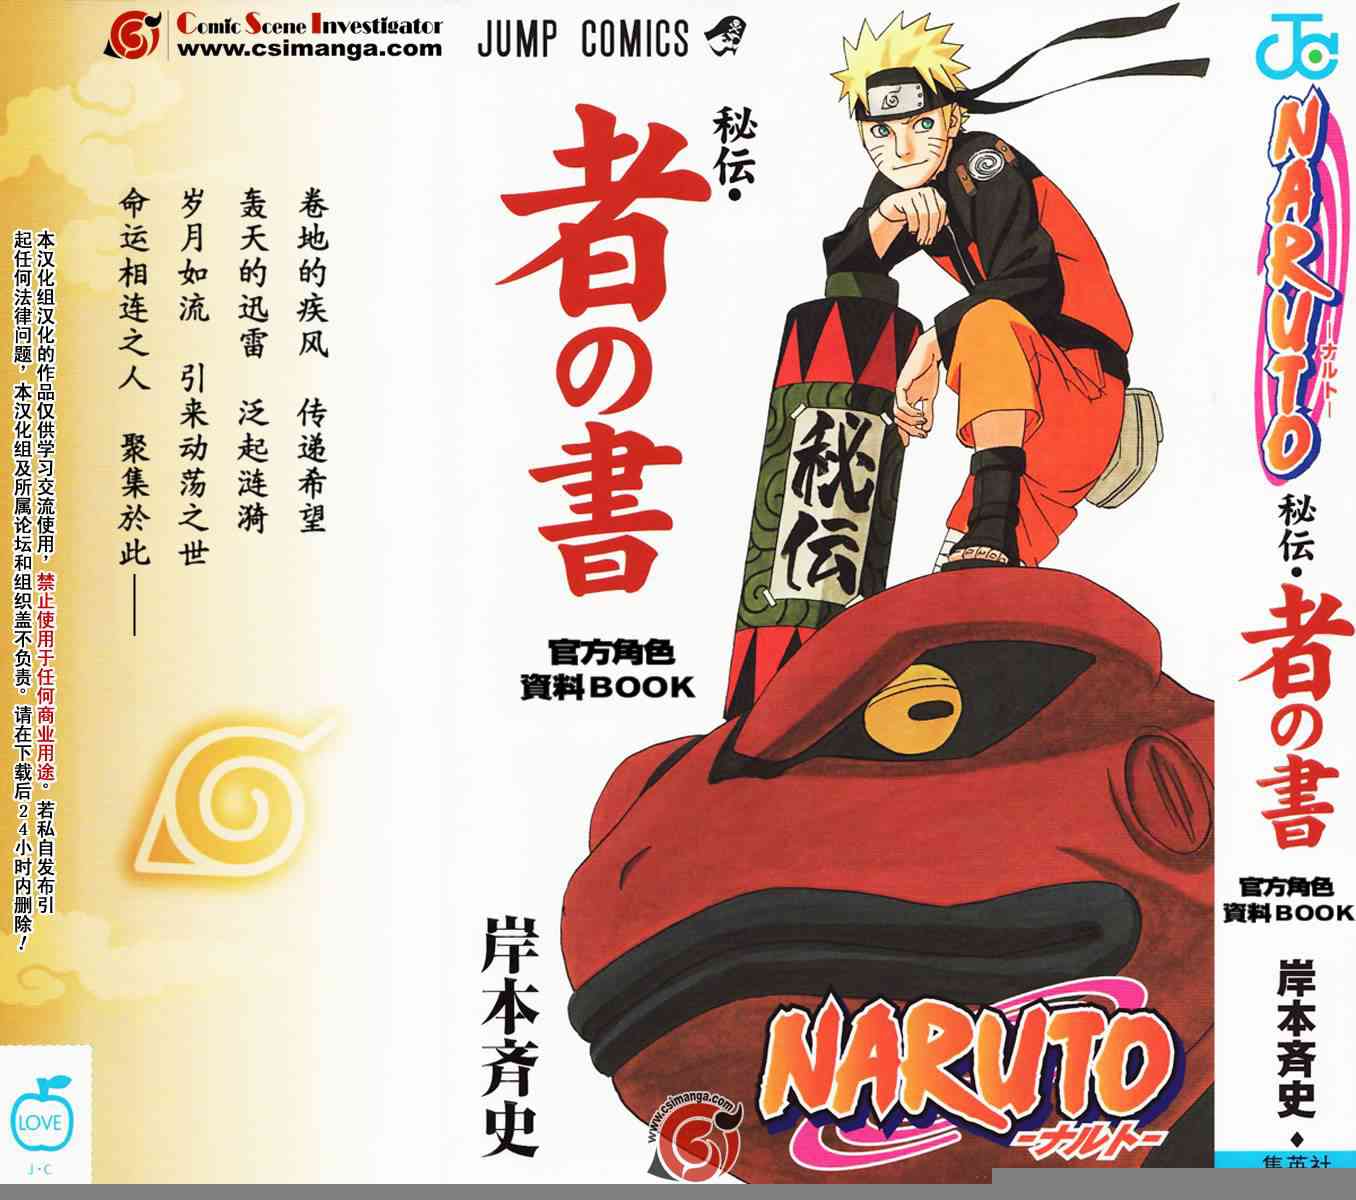 Comic Scene Investigator
www.csimanga.com
JUMP COMICS
秘伝・
者の書
官方角色
資料BOOK
岸本斉史
秘伝
NARUTO
-ナルト-
www.csimanga.com
卷地的疾风 传递希望
轰天的迅雷 泛起涟漪
岁月如流 引来动荡之世
命运相连之人 聚集於此——
本汉化组汉化的作品仅供学习交流使用，禁止使用于任何商业用途。若私自发布引
起任何法律问题，本汉化组及所属论坛和组织盖不负责。请在下载后24小时内删除！
LOVE
J・C
JC
NARUTO
-ナルト-
秘伝・
者の書
官方角色
資料BOOK
岸本斉史
集英社